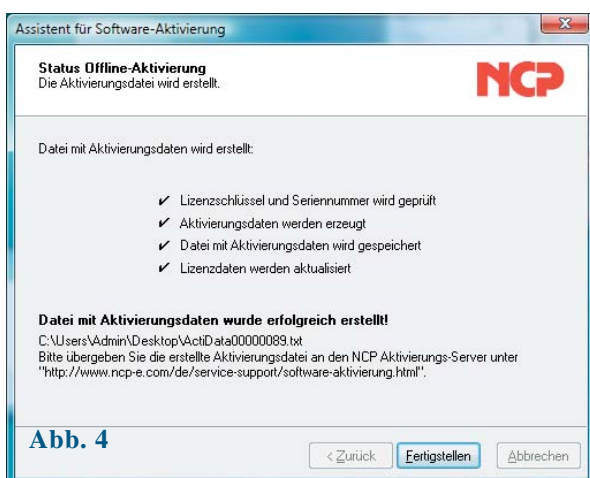 Assistent für Software-Aktivierung
Status Offline-Aktivierung
Die Aktivierungsdatei wird erstellt.
NCP
Datei mit Aktivierungsdaten wird erstellt:
✔ Lizenzschlüssel und Seriennummer wird geprüft
✔ Aktivierungsdaten werden erzeugt
✔ Datei mit Aktivierungsdaten wird gespeichert
✔ Lizenzdaten werden aktualisiert
Datei mit Aktivierungsdaten wurde erfolgreich erstellt!
C:\Users\Admin\Desktop\ActiData00000089.txt
Bitte übergeben Sie die erstellte Aktivierungsdatei an den NCP Aktivierungs-Server unter
"http://www.ncp-e.com/de/service-support/software-aktivierung.html".
Abb. 4
< Zurück Fertigstellen Abbrechen